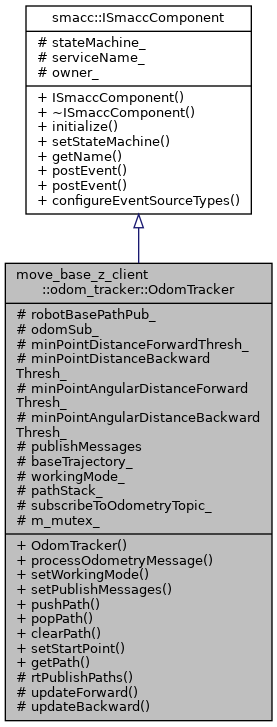 smacc::ISmaccComponent
# stateMachine_
# serviceName_
# owner_
+ ISmaccComponent()
+ ~ISmaccComponent()
+ initialize()
+ setStateMachine()
+ getName()
+ postEvent()
+ postEvent()
+ configureEventSourceTypes()
move_base_z_client
::odom_tracker::OdomTracker
# robotBasePathPub_
# odomSub_
# minPointDistanceForwardThresh_
# minPointDistanceBackward
Thresh_
# minPointAngularDistanceForward
Thresh_
# minPointAngularDistanceBackward
Thresh_
# publishMessages
# baseTrajectory_
# workingMode_
# pathStack_
# subscribeToOdometryTopic_
# m_mutex_
+ OdomTracker()
+ processOdometryMessage()
+ setWorkingMode()
+ setPublishMessages()
+ pushPath()
+ popPath()
+ clearPath()
+ setStartPoint()
+ getPath()
# rtPublishPaths()
# updateForward()
# updateBackward()